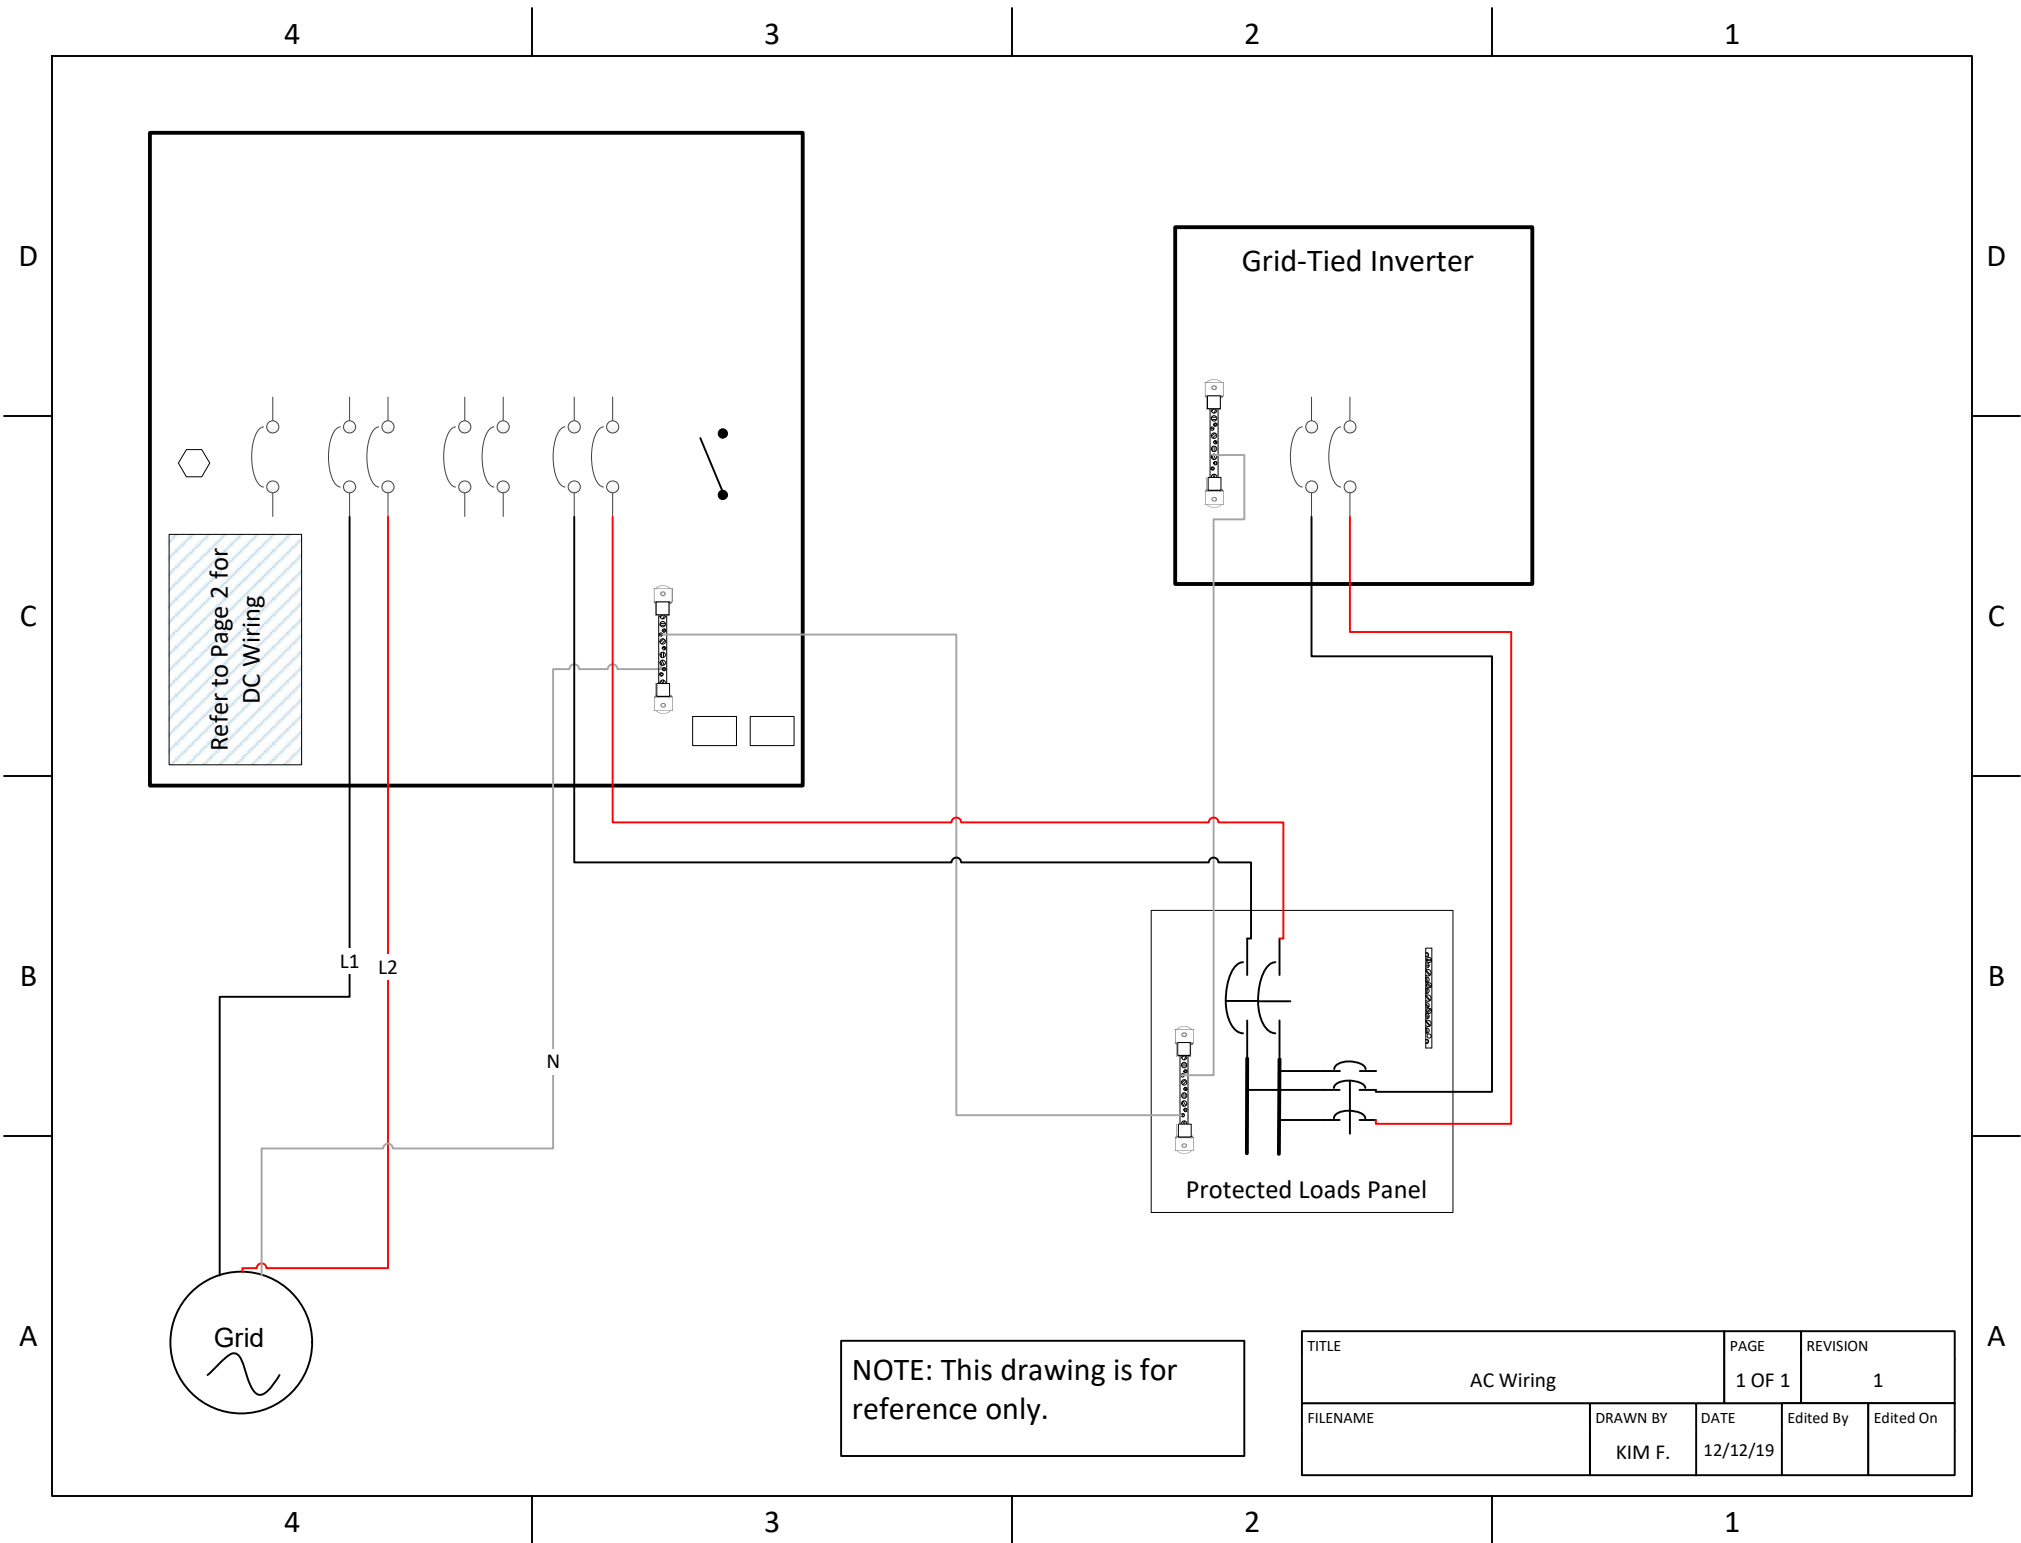 4
3
2
1
D
D
Grid-Tied Inverter
C
C
Refer to Page 2 for
DC Wiring
B
B
L1
L2
N
Protected Loads Panel
A
A
Grid
NOTE: This drawing is for
reference only.
TITLE
AC Wiring
PAGE
1 OF 1
REVISION
1
FILENAME
DRAWN BY
KIM F.
DATE
12/12/19
Edited By
Edited On
4
3
2
1